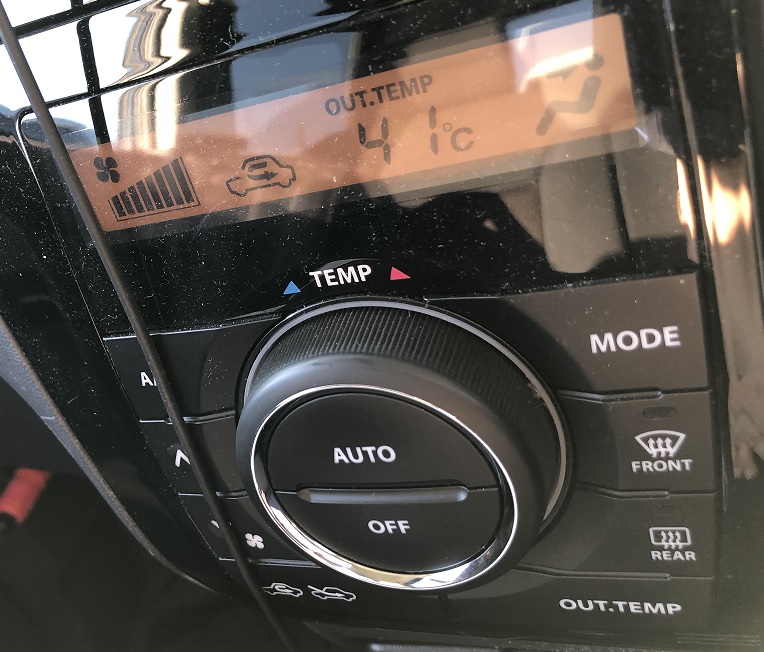 OUT.TEMP
41°C
TEMP
MODE
AUTO
FRONT
OFF
REAR
OUT.TEMP